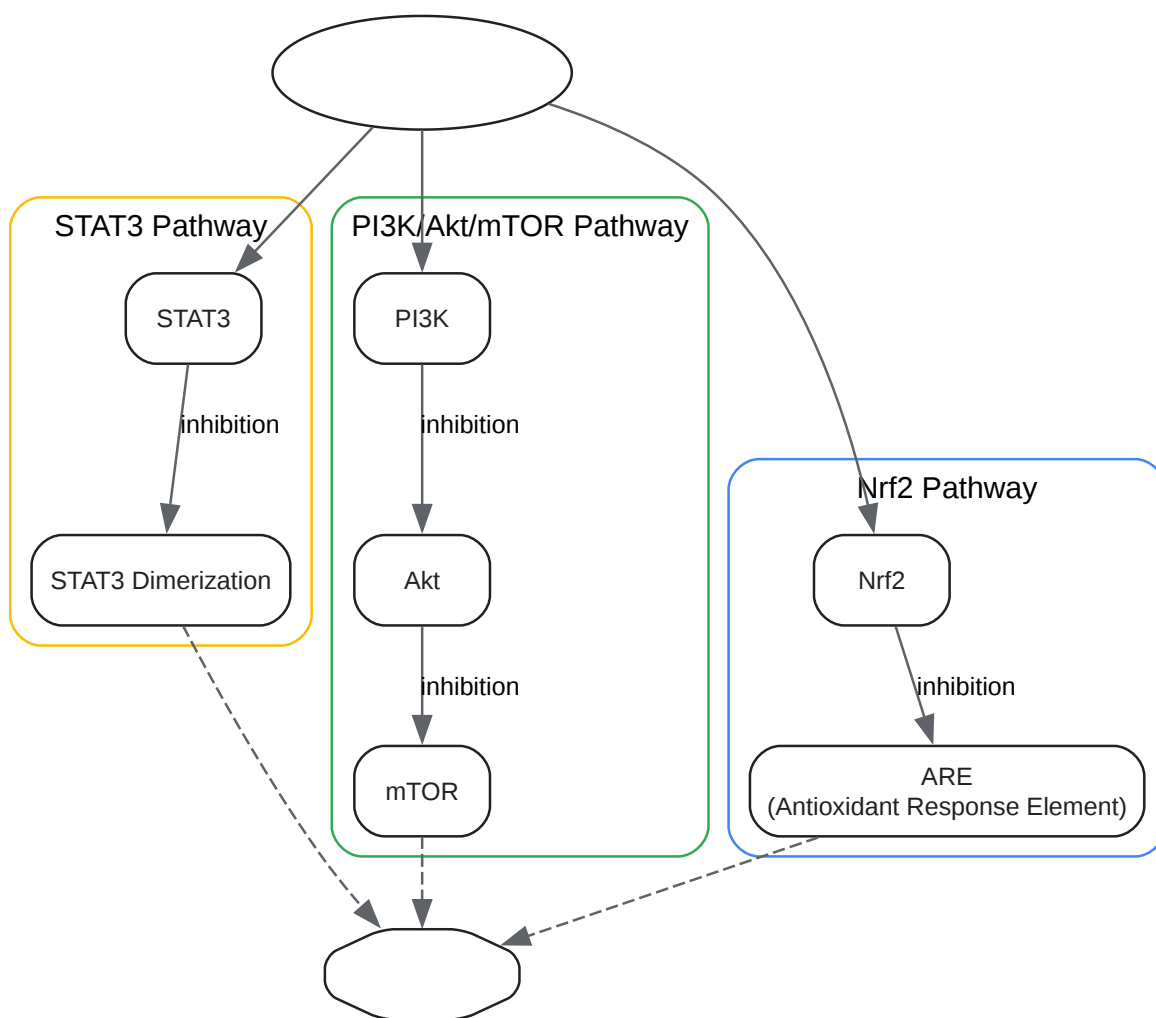 STAT3 Pathway
PI3K/Akt/mTOR Pathway
STAT3
PI3K
inhibition
inhibition
Nrf2 Pathway
STAT3 Dimerization
Akt
Nrf2
inhibition
inhibition
mTOR
ARE
(Antioxidant Response Element)